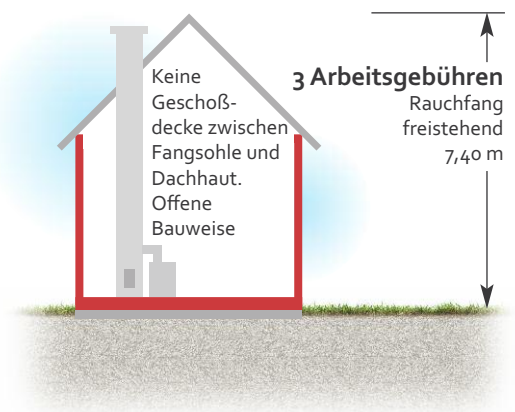 Keine
Geschoß-
decke zwischen
Fangsohle und
Dachhaut.
Offene
Bauweise
3 Arbeitsgebühren
Rauchfang
freistehend
7,40 m